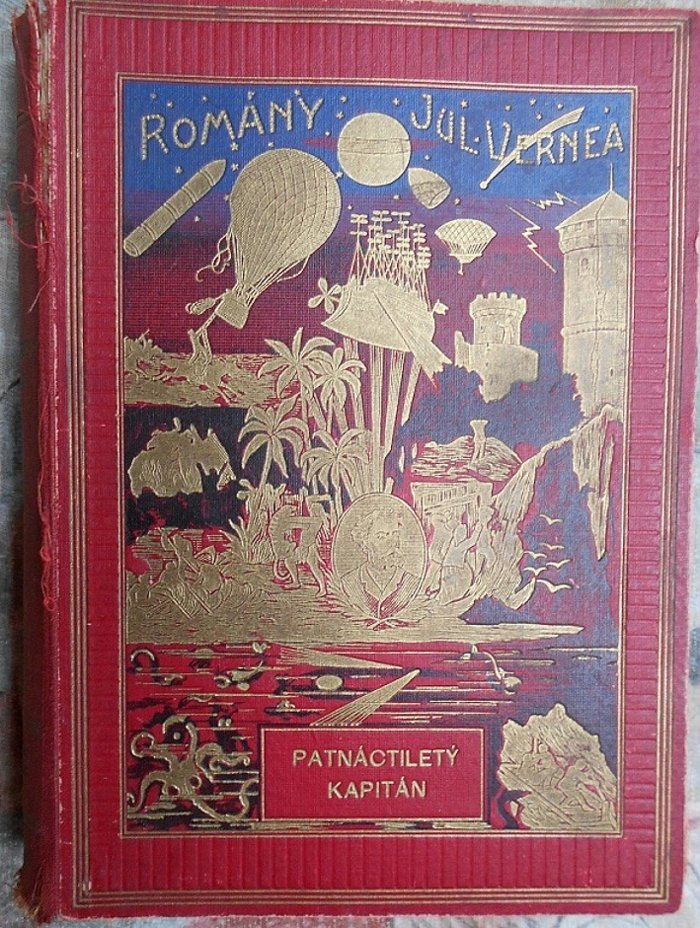 ROMÁNY JUL. VERNEA
PATNÁCTILETÝ
KAPITÁN